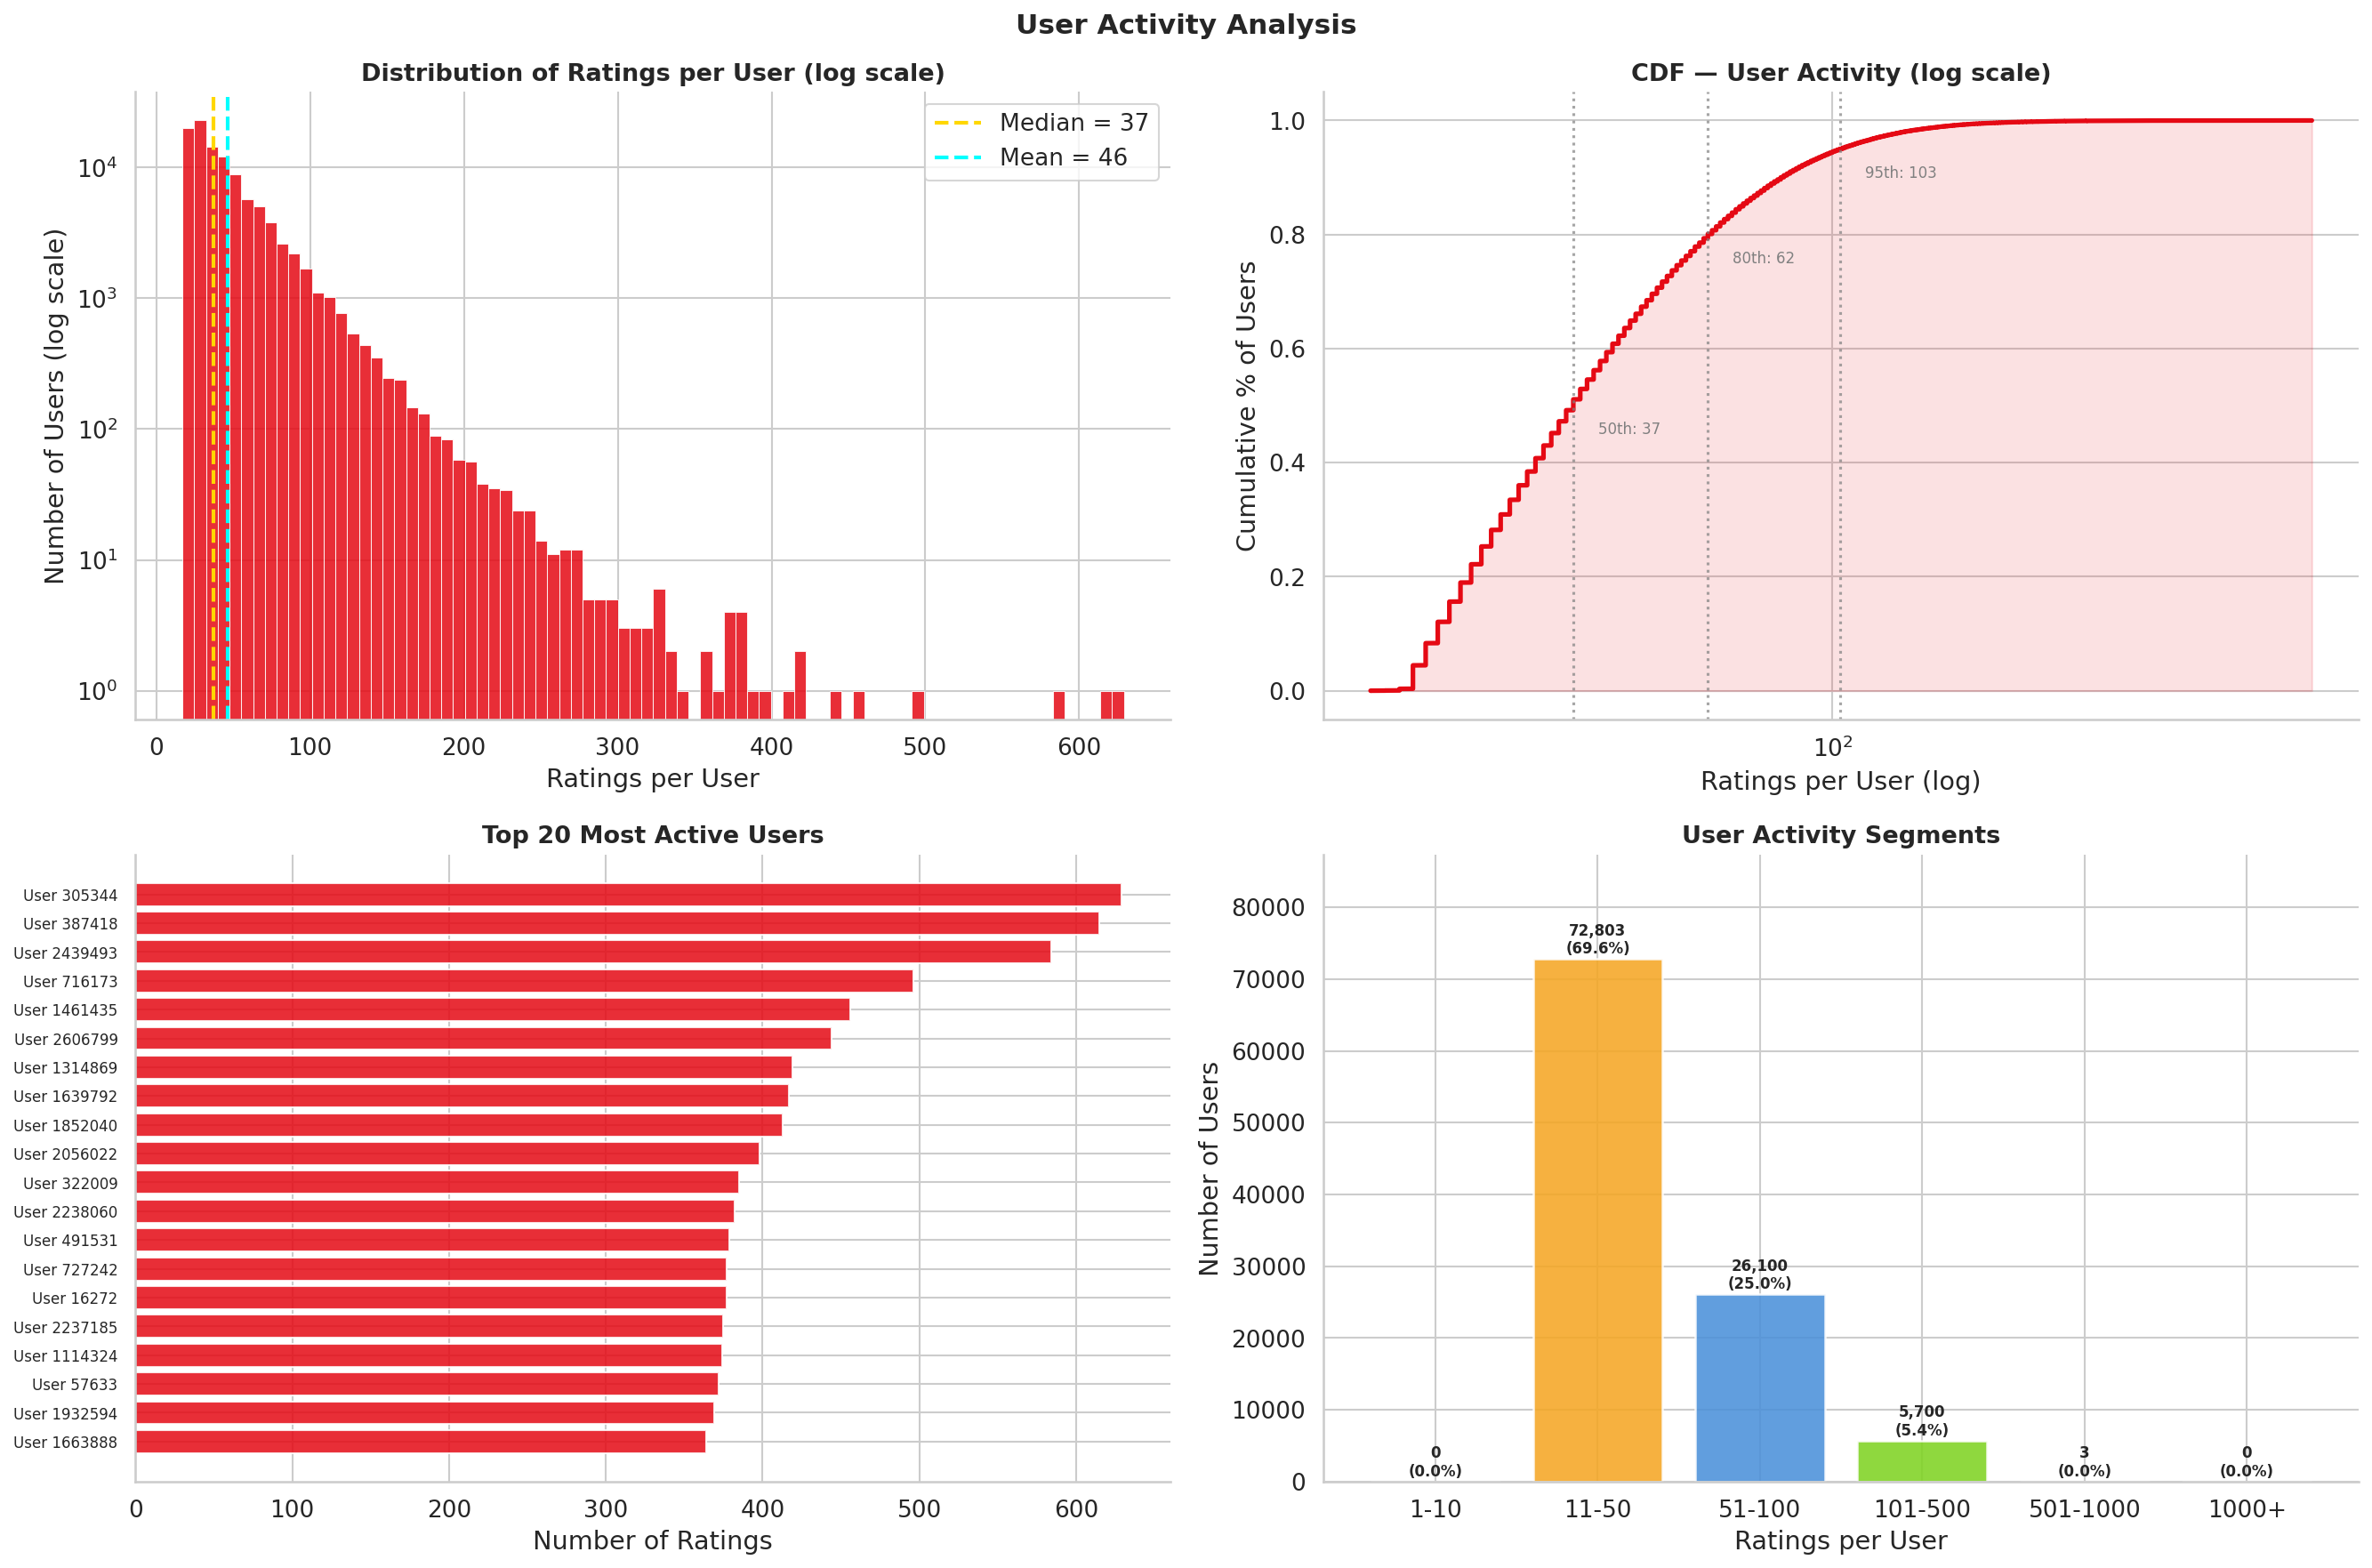 User Activity Analysis
Distribution of Ratings per User (log scale)
Number of Users (log scale)
10⁴
10³
10²
10¹
10⁰
Median = 37
Mean = 46
0 100 200 300 400 500 600
Ratings per User
CDF — User Activity (log scale)
Cumulative % of Users
1.0
0.8
0.6
0.4
0.2
0.0
95th: 103
80th: 62
50th: 37
10²
Ratings per User (log)
Top 20 Most Active Users
User 305344
User 387418
User 2439493
User 716173
User 1461435
User 2606799
User 1314869
User 1639792
User 1852040
User 2056022
User 322009
User 2238060
User 491531
User 727242
User 16272
User 2237185
User 1114324
User 57633
User 1932594
User 1663888
0 100 200 300 400 500 600
Number of Ratings
User Activity Segments
Number of Users
80000
70000
60000
50000
40000
30000
20000
10000
0
0
(0.0%)
72,803
(69.6%)
26,100
(25.0%)
5,700
(5.4%)
3
(0.0%)
0
(0.0%)
1-10 11-50 51-100 101-500 501-1000 1000+
Ratings per User